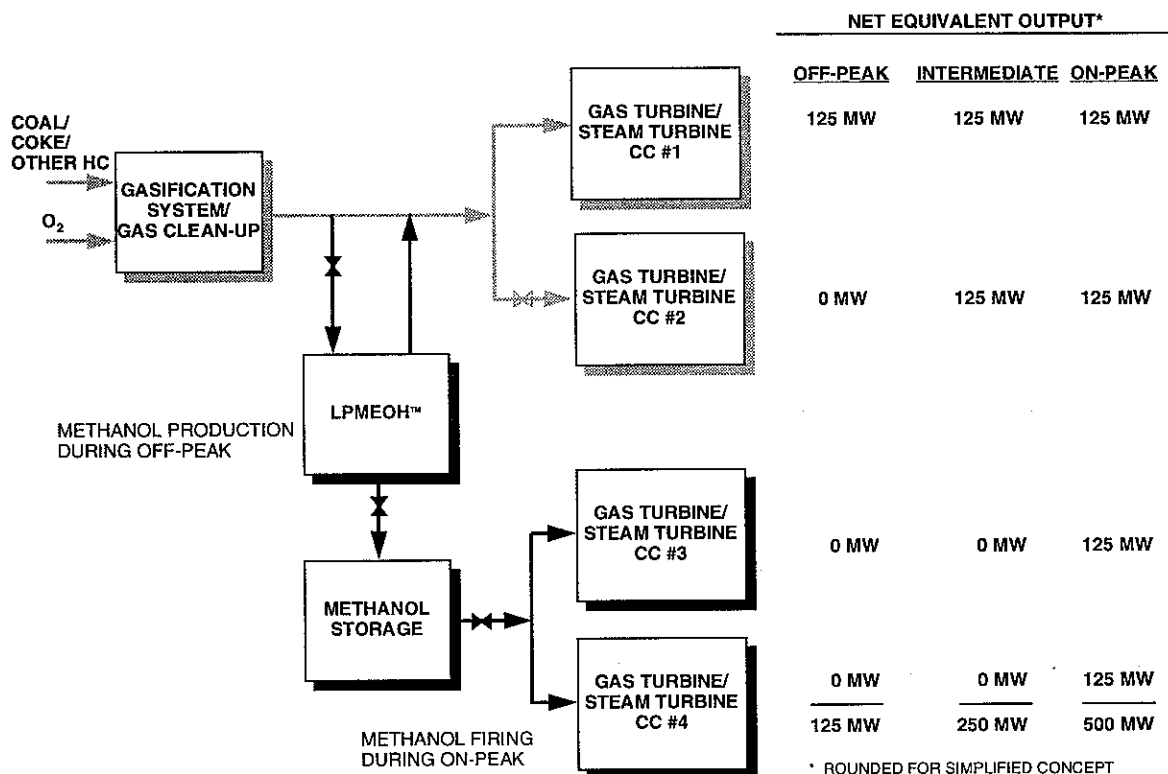 NET EQUIVALENT OUTPUT*
OFF-PEAK INTERMEDIATE ON-PEAK
COAL/
COKE/
OTHER HC
O2
GASIFICATION
SYSTEM/
GAS CLEAN-UP
GAS TURBINE/
STEAM TURBINE
CC #1
125 MW 125 MW 125 MW
GAS TURBINE/
STEAM TURBINE
CC #2
0 MW 125 MW 125 MW
LPMEOH™
METHANOL PRODUCTION
DURING OFF-PEAK
METHANOL
STORAGE
GAS TURBINE/
STEAM TURBINE
CC #3
0 MW 0 MW 125 MW
GAS TURBINE/
STEAM TURBINE
CC #4
0 MW 0 MW 125 MW
125 MW 250 MW 500 MW
METHANOL FIRING
DURING ON-PEAK
* ROUNDED FOR SIMPLIFIED CONCEPT